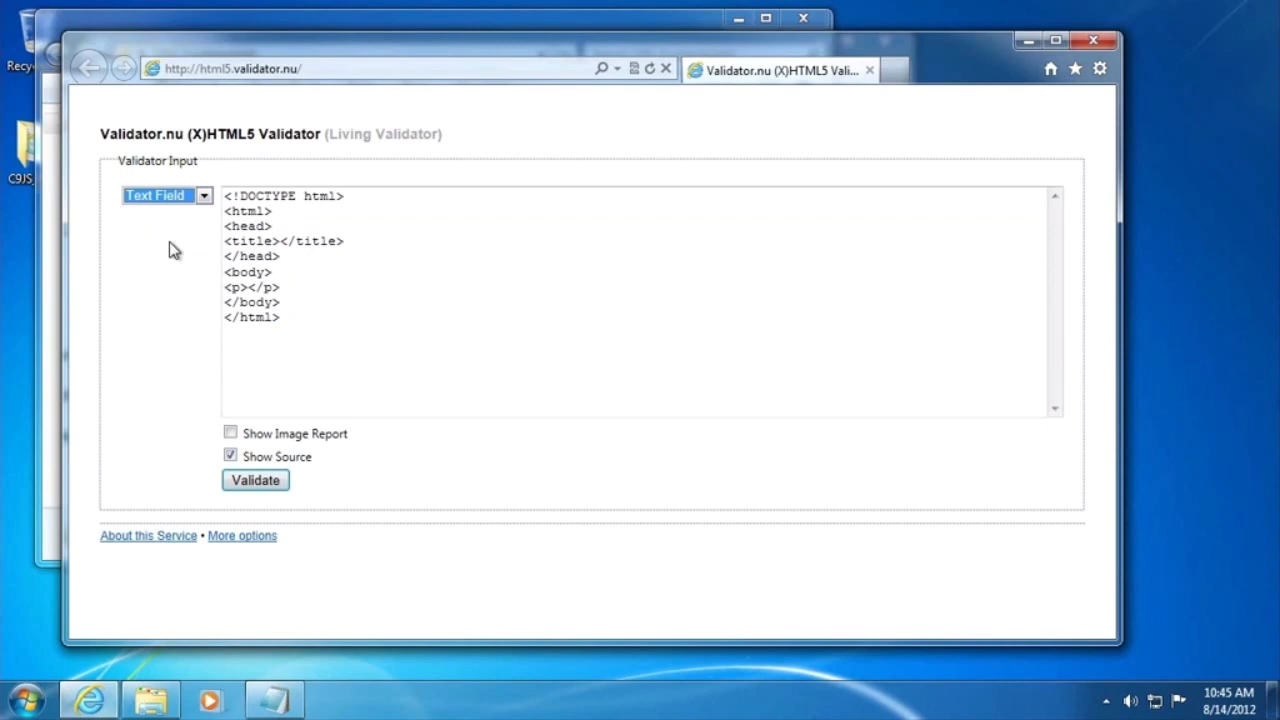 Recyc
C9JS_
http://html5.validator.nu/
Validator.nu (X)HTML5 Vali...
Validator.nu (X)HTML5 Validator (Living Validator)
Validator Input
Text Field
<!DOCTYPE html>
<html>
<head>
<title></title>
</head>
<body>
<p></p>
</body>
</html>
Show Image Report
Show Source
Validate
About this Service • More options
10:45 AM
8/14/2012